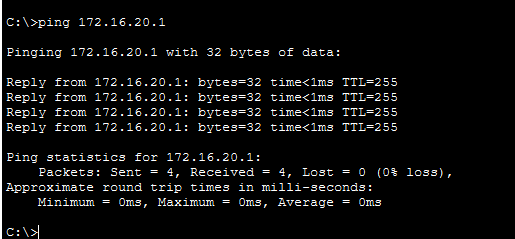 C:\>ping 172.16.20.1
Pinging 172.16.20.1 with 32 bytes of data:
Reply from 172.16.20.1: bytes=32 time<1ms TTL=255
Reply from 172.16.20.1: bytes=32 time<1ms TTL=255
Reply from 172.16.20.1: bytes=32 time<1ms TTL=255
Reply from 172.16.20.1: bytes=32 time<1ms TTL=255
Ping statistics for 172.16.20.1:
    Packets: Sent = 4, Received = 4, Lost = 0 (0% loss),
Approximate round trip times in milli-seconds:
    Minimum = 0ms, Maximum = 0ms, Average = 0ms
C:\>